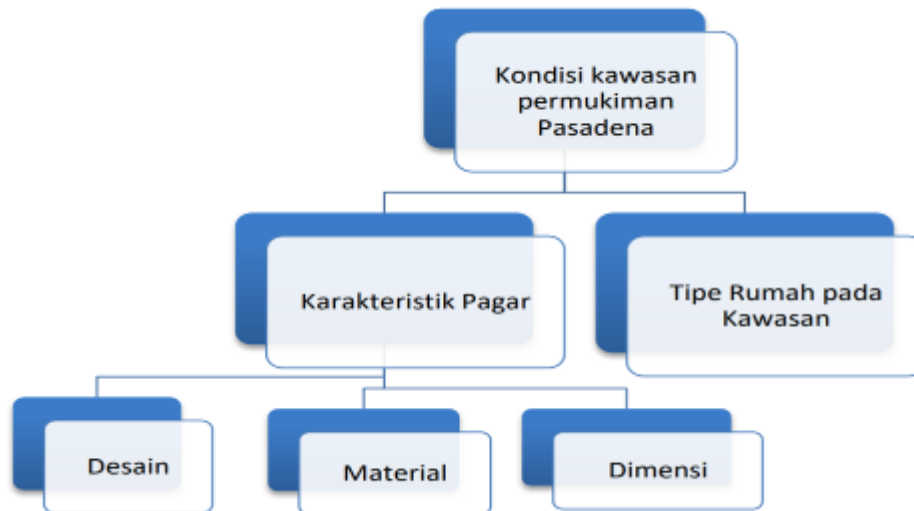 Kondisi kawasan
permukiman
Pasadena
Karakteristik Pagar
Tipe Rumah pada
Kawasan
Desain
Material
Dimensi